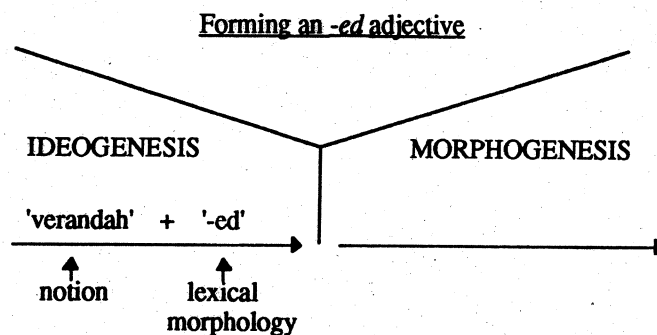 Forming an -ed adjective
IDEOGENESIS MORPHOGENESIS
'verandah' + '-ed'
notion lexical
morphology